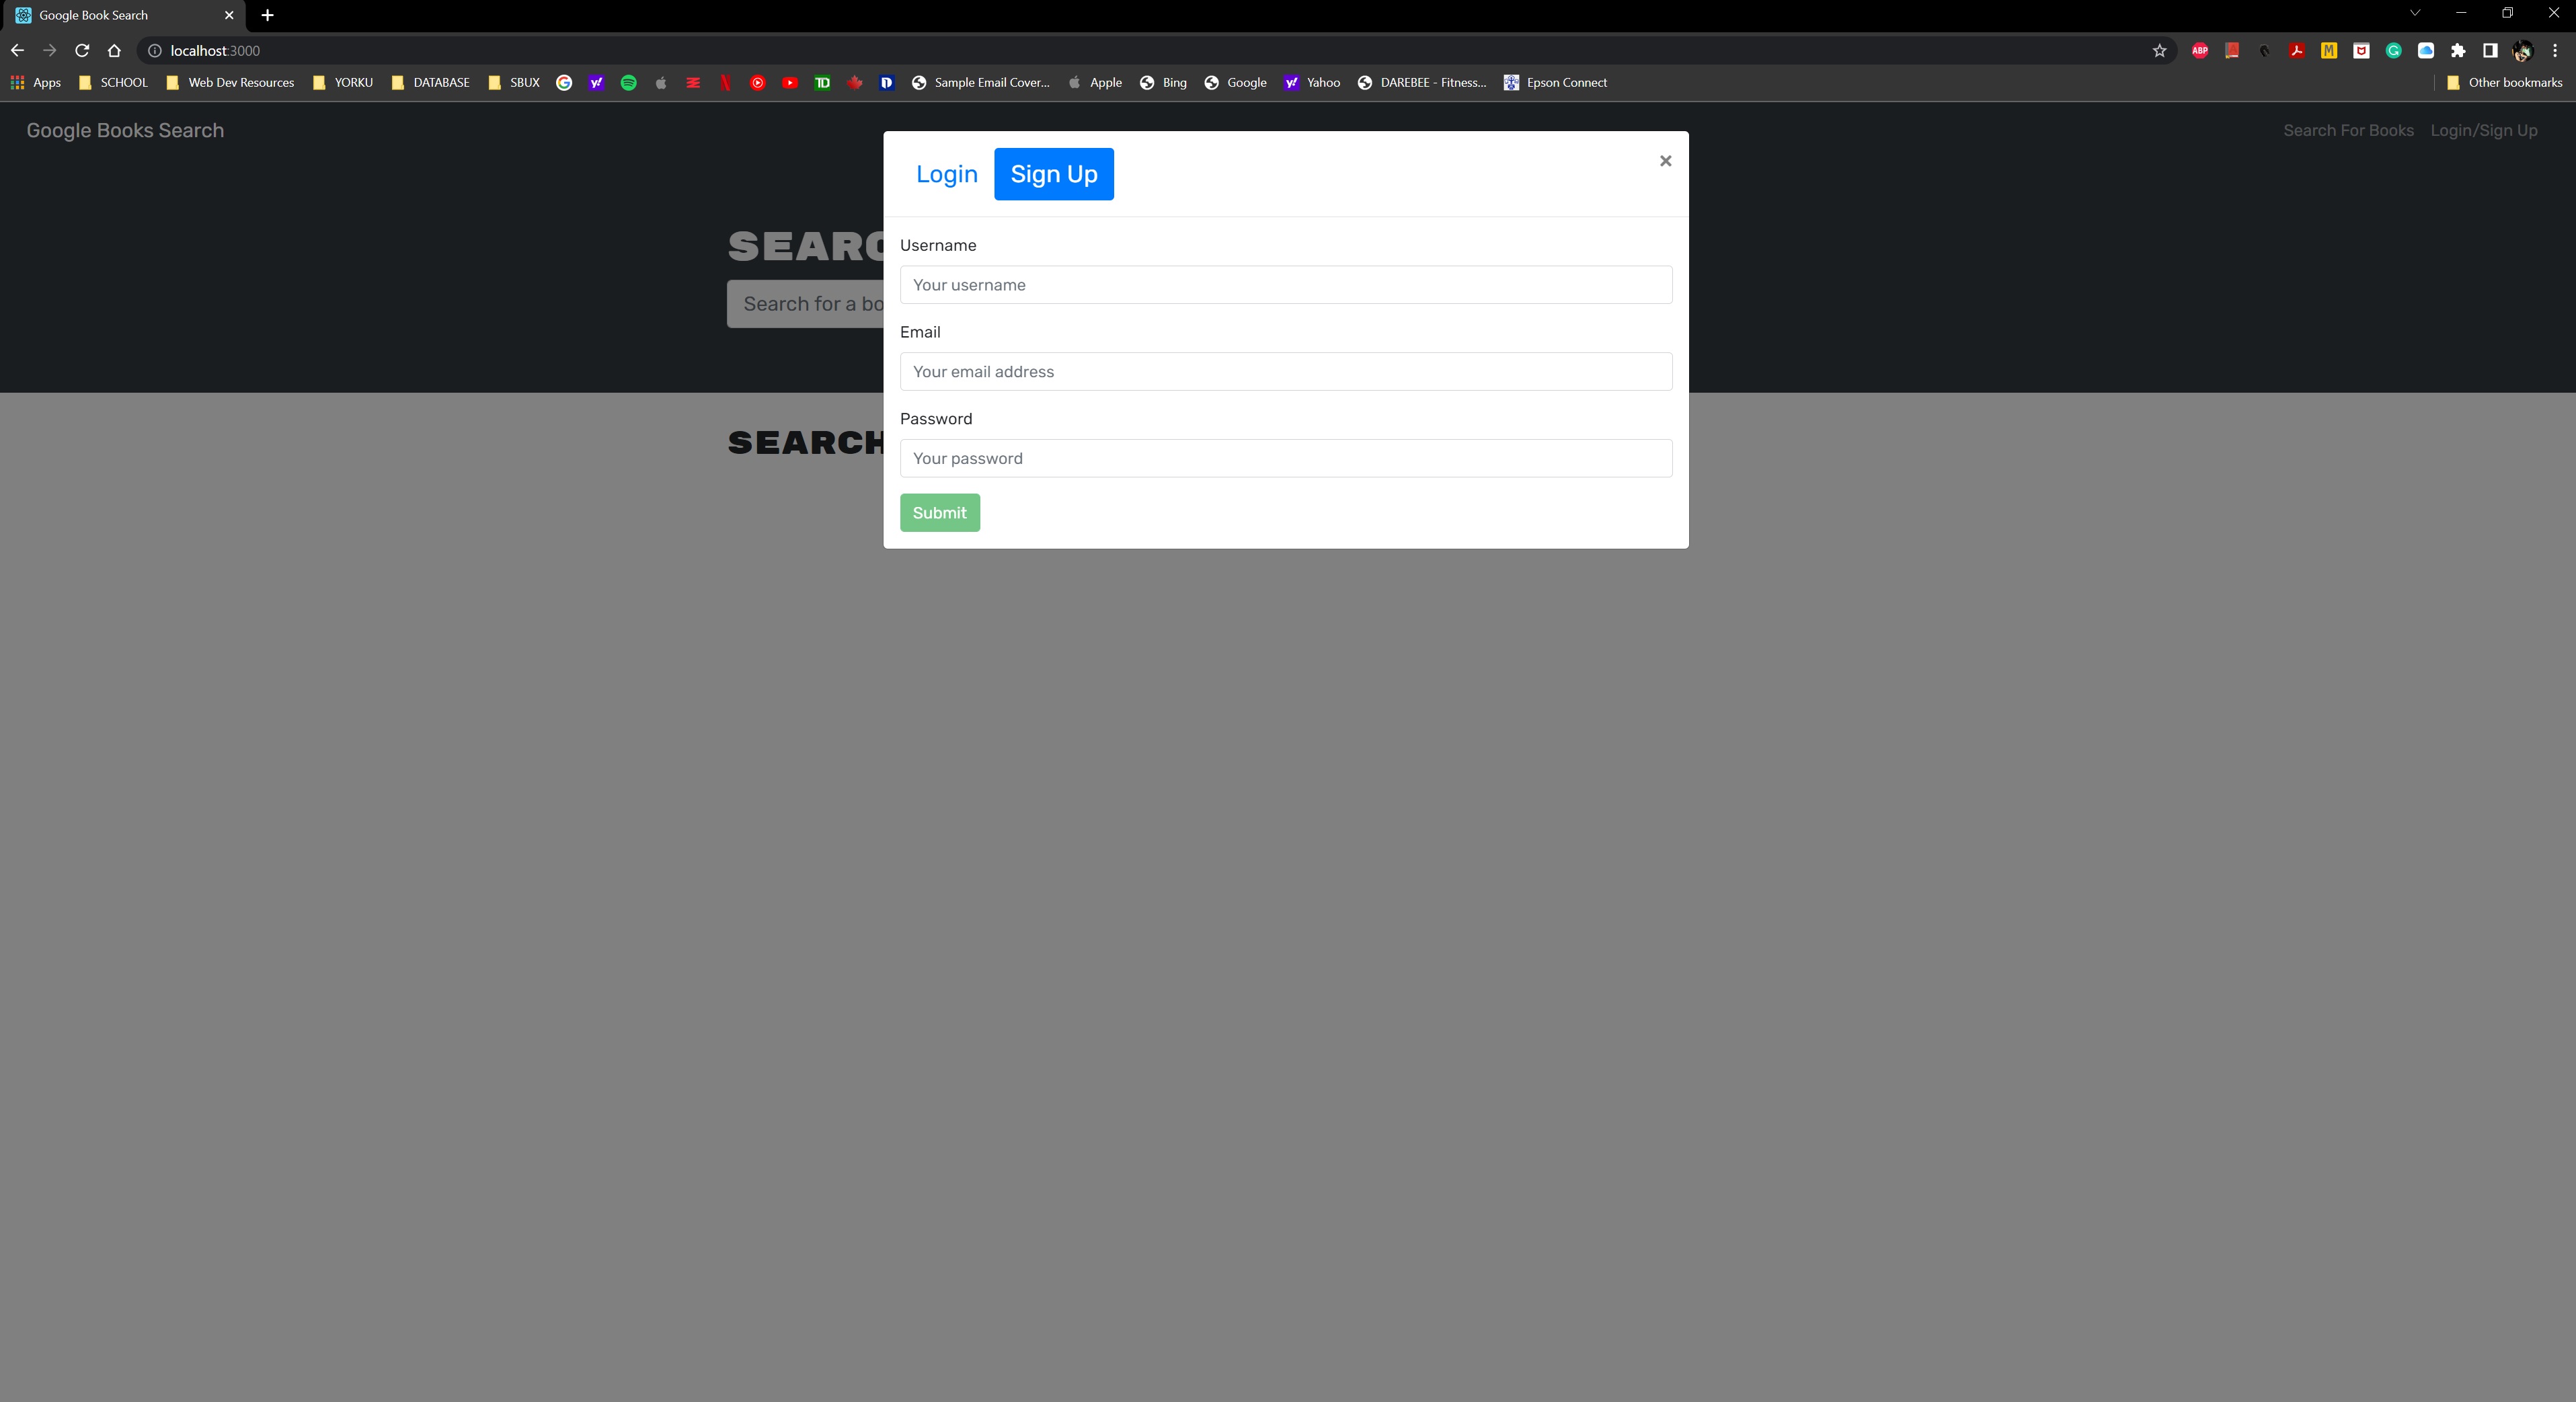 Google Book Search
localhost:3000
Apps SCHOOL Web Dev Resources YORKU DATABASE SBUX y! TD Sample Email Cover... Apple Bing Google y! Yahoo DAREBEE - Fitness... Epson Connect Other bookmarks
ABP
M
Google Books Search
Search For Books Login/Sign Up
Login Sign Up ×
SEARC
Search for a bo
Username
Your username
Email
Your email address
Password
Your password
SEARCH
Submit